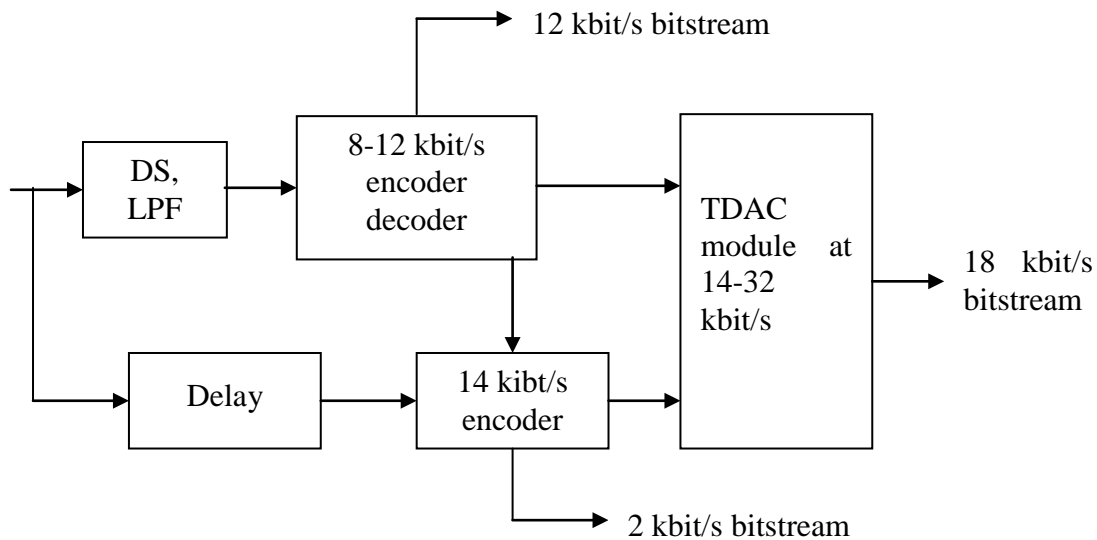 12 kbit/s bitstream
8-12 kbit/s
encoder
decoder
DS,
LPF
TDAC
module at
14-32
kbit/s
18 kbit/s
bitstream
Delay
14 kibt/s
encoder
2 kbit/s bitstream